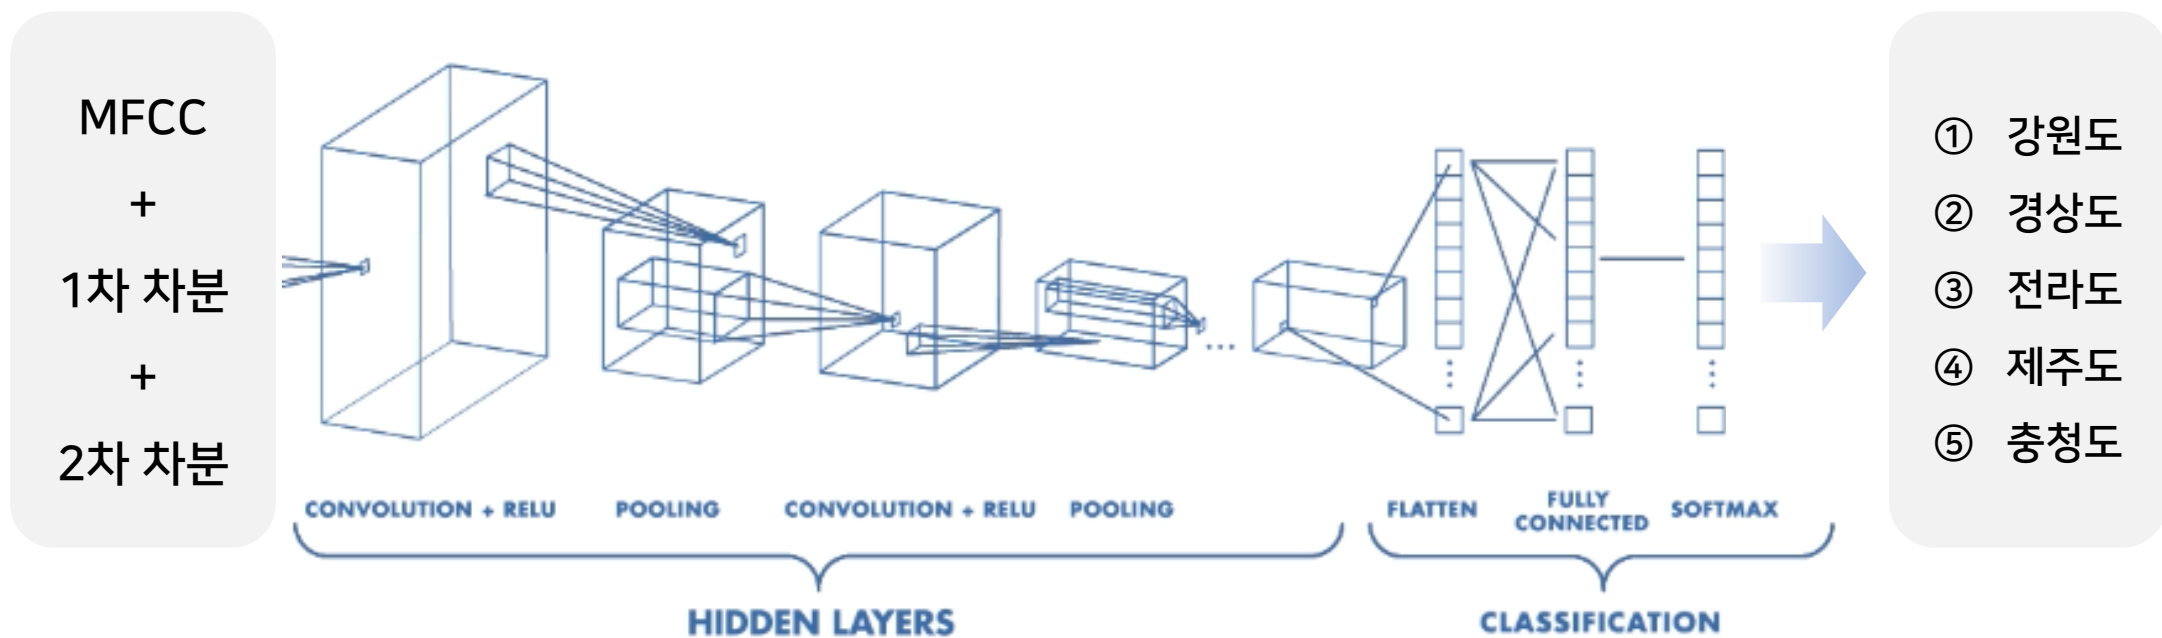 MFCC
+
1차 차분
+
2차 차분
CONVOLUTION + RELU
POOLING
CONVOLUTION + RELU
POOLING
...
FLATTEN
FULLY
CONNECTED
SOFTMAX
HIDDEN LAYERS
CLASSIFICATION
① 강원도
② 경상도
③ 전라도
④ 제주도
⑤ 충청도